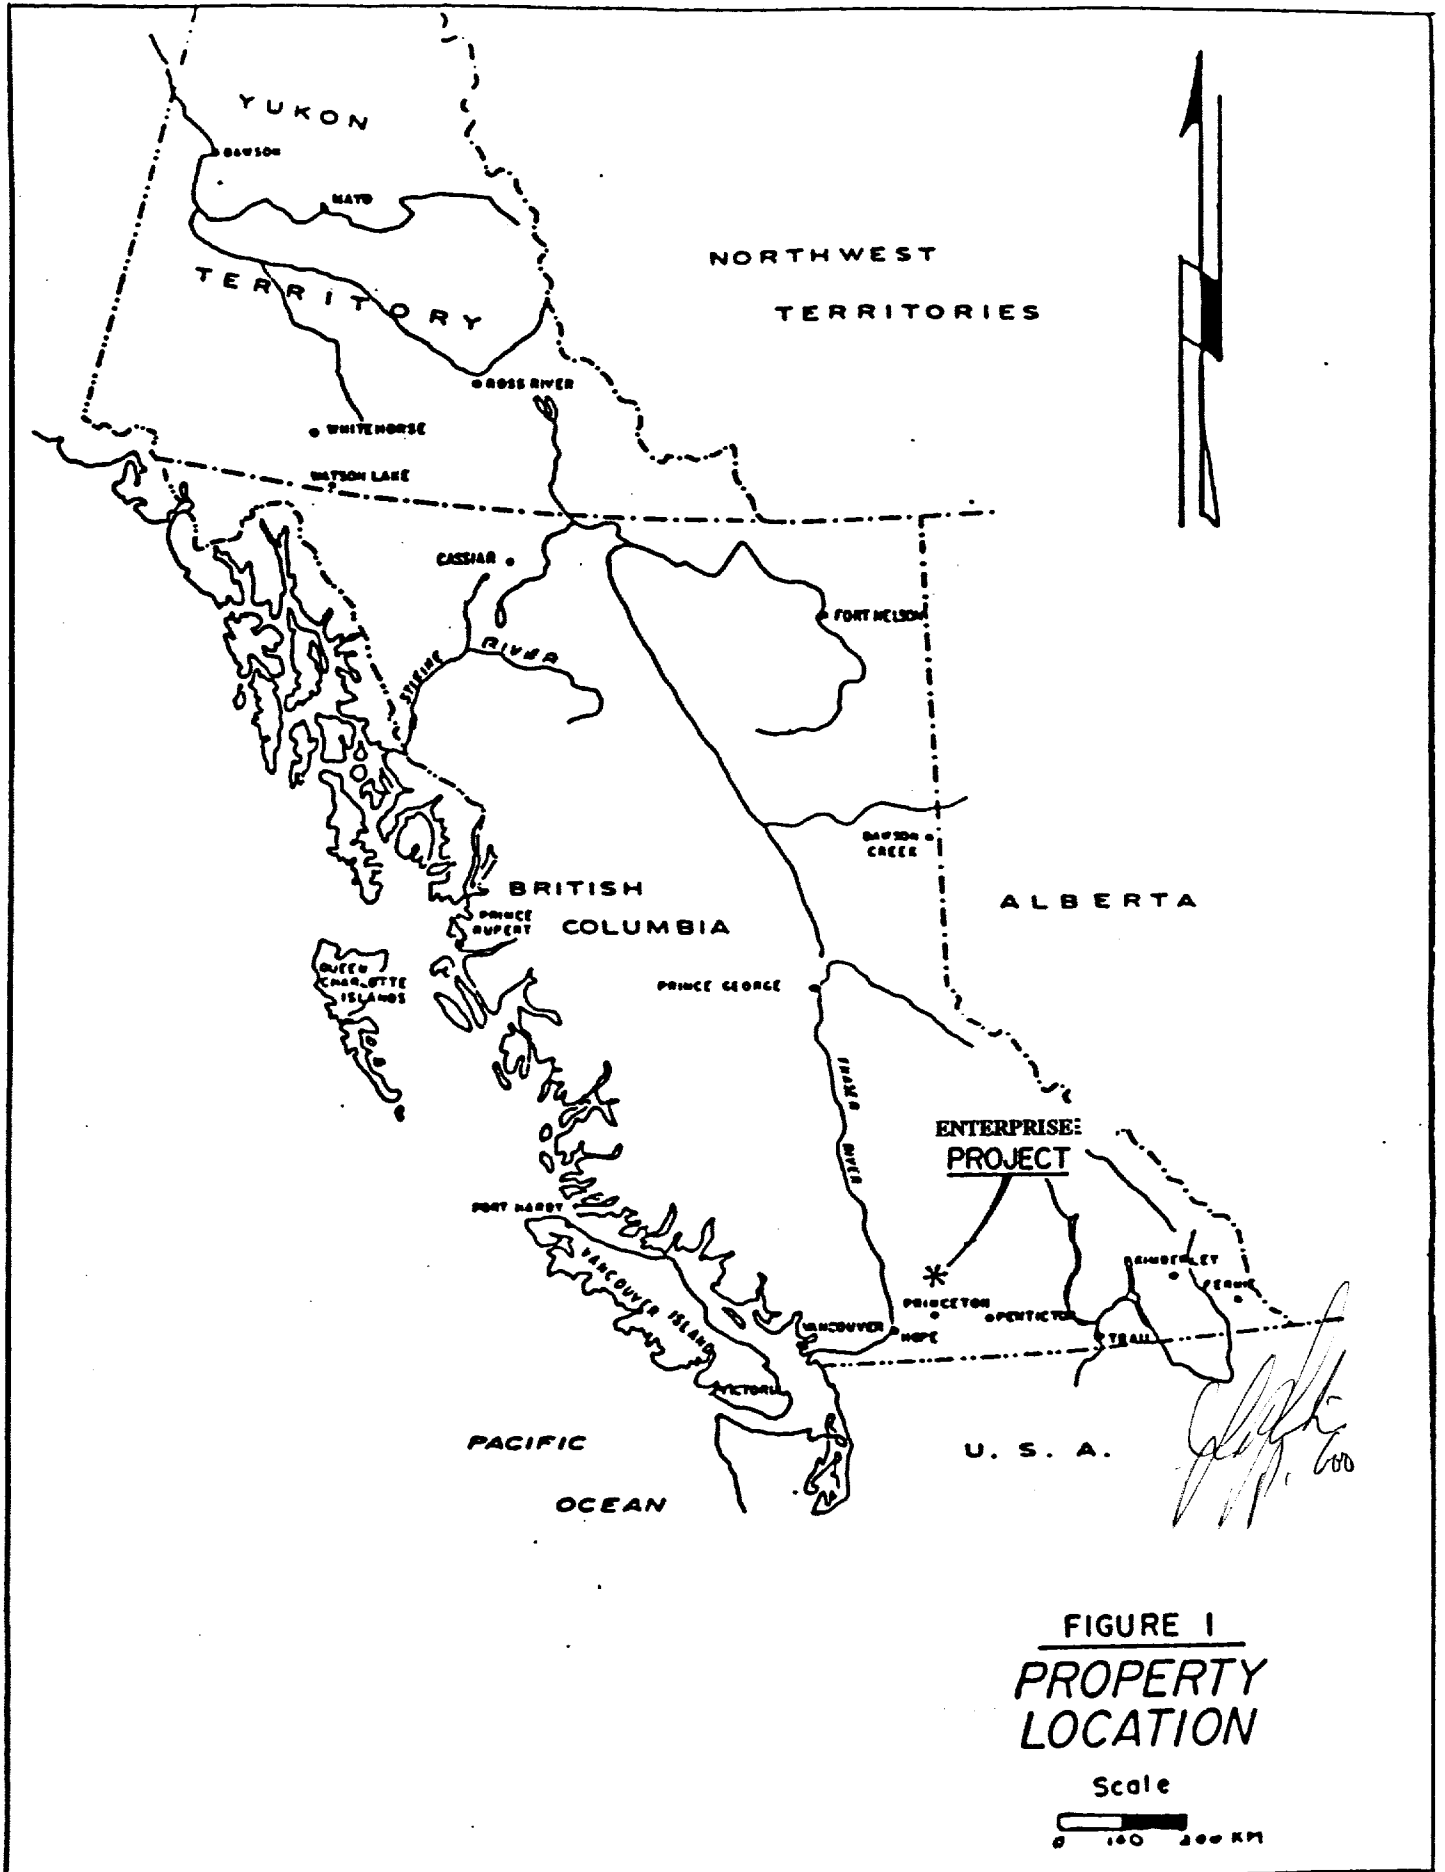 YUKON
DAWSON
MAYO
NORTHWEST
TERRITORY
TERRITORIES
ROSS RIVER
WHITEHORSE
WATSON LAKE
CASSIAR
FORT NELSON
STIKINE RIVER
DAWSON
CREEK
BRITISH
ALBERTA
PRINCE
RUPERT
COLUMBIA
QUEEN
CHARLOTTE
ISLANDS
PRINCE GEORGE
FRASER RIVER
ENTERPRISE
PROJECT
PORT HARDY
VANCOUVER ISLAND
KIMBERLEY
FERNIE
PRINCETON
PENTICTON
VANCOUVER
HOPE
TRAIL
VICTORIA
PACIFIC
OCEAN
U. S. A.
FIGURE 1
PROPERTY
LOCATION
Scale
0 100 200 KM